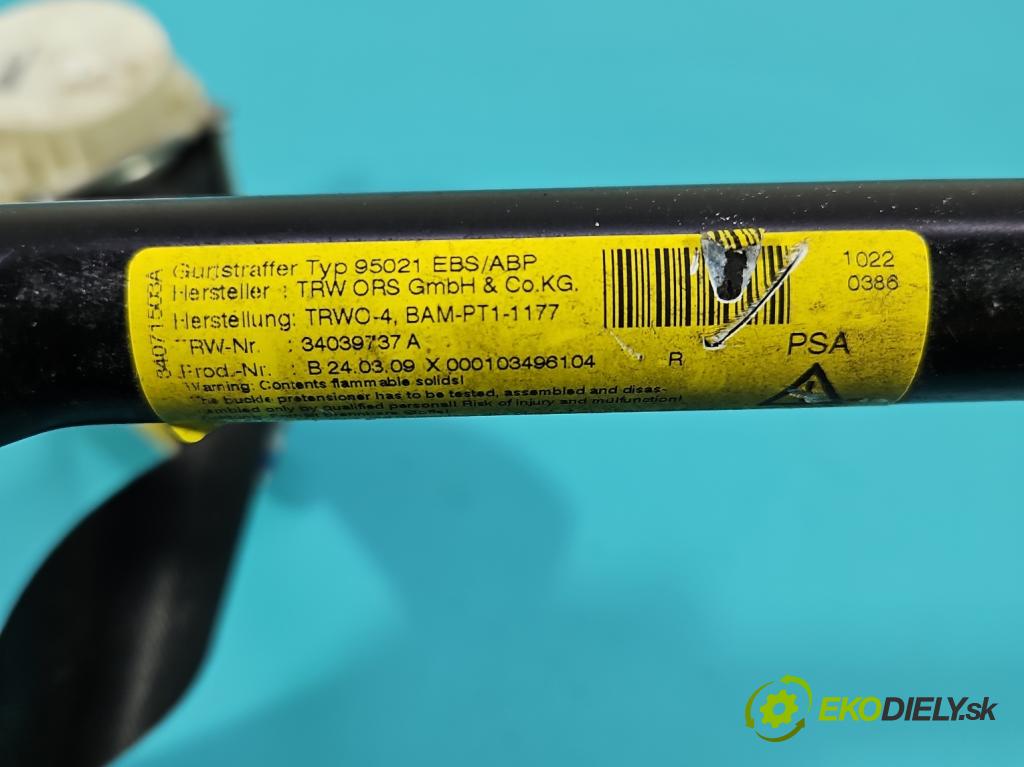 Gurtstraffer Typ 95021 EBS/ABP
Hersteller : TRW ORS GmbH & Co.KG.
Herstellung: TRWO-4, BAM-PT1-1177
TRW-Nr. : 34039737 A
Prod.-Nr. : B 24.03.09 X 000103496104
Warning: Contents flammable solids!
The buckle pretensioner has to be tested, assembled and disas-
sembled only by qualified personal! Risk of injury and malfunction!
34071503A
R
PSA
1022
0386
EKODIELY.sk